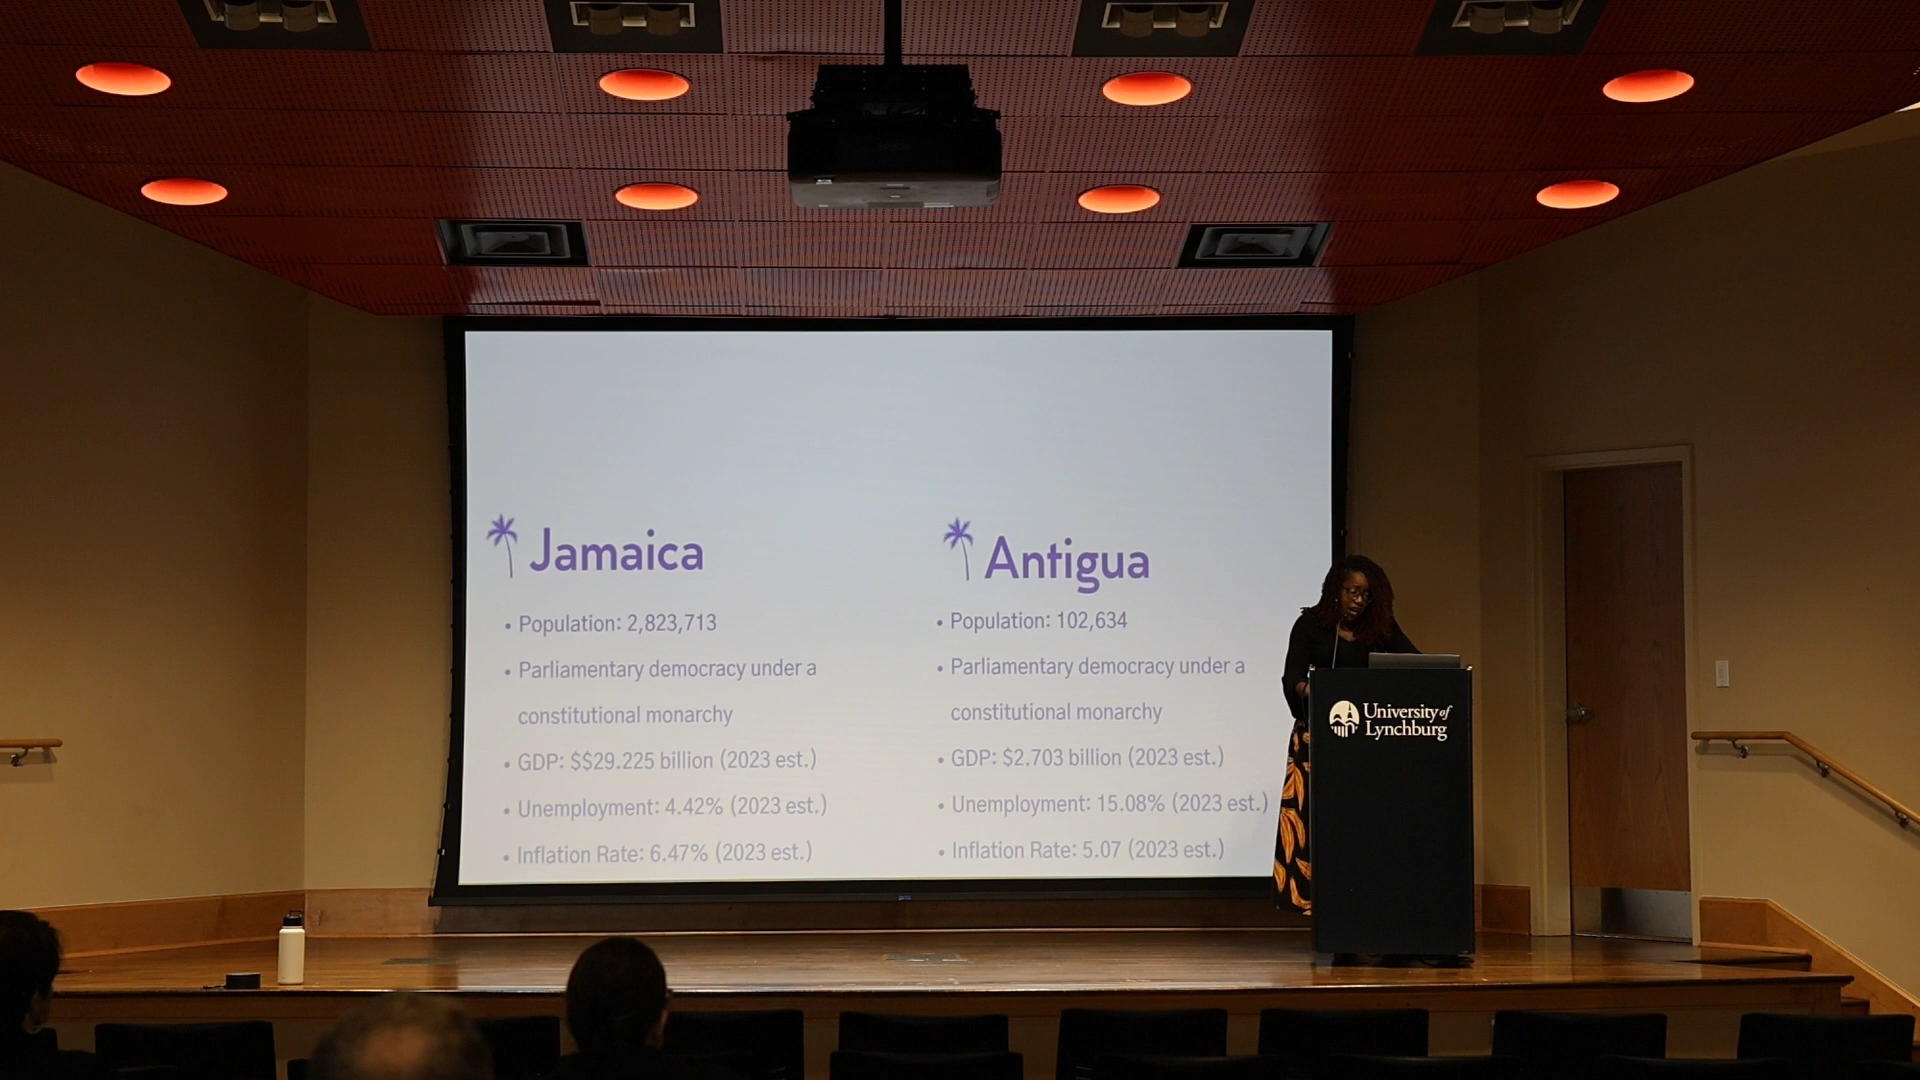 Jamaica
• Population: 2,823,713
• Parliamentary democracy under a
constitutional monarchy
• GDP: $$29.225 billion (2023 est.)
• Unemployment: 4.42% (2023 est.)
• Inflation Rate: 6.47% (2023 est.)
Antigua
• Population: 102,634
• Parliamentary democracy under a
constitutional monarchy
• GDP: $2.703 billion (2023 est.)
• Unemployment: 15.08% (2023 est.)
• Inflation Rate: 5.07 (2023 est.)
University of
Lynchburg